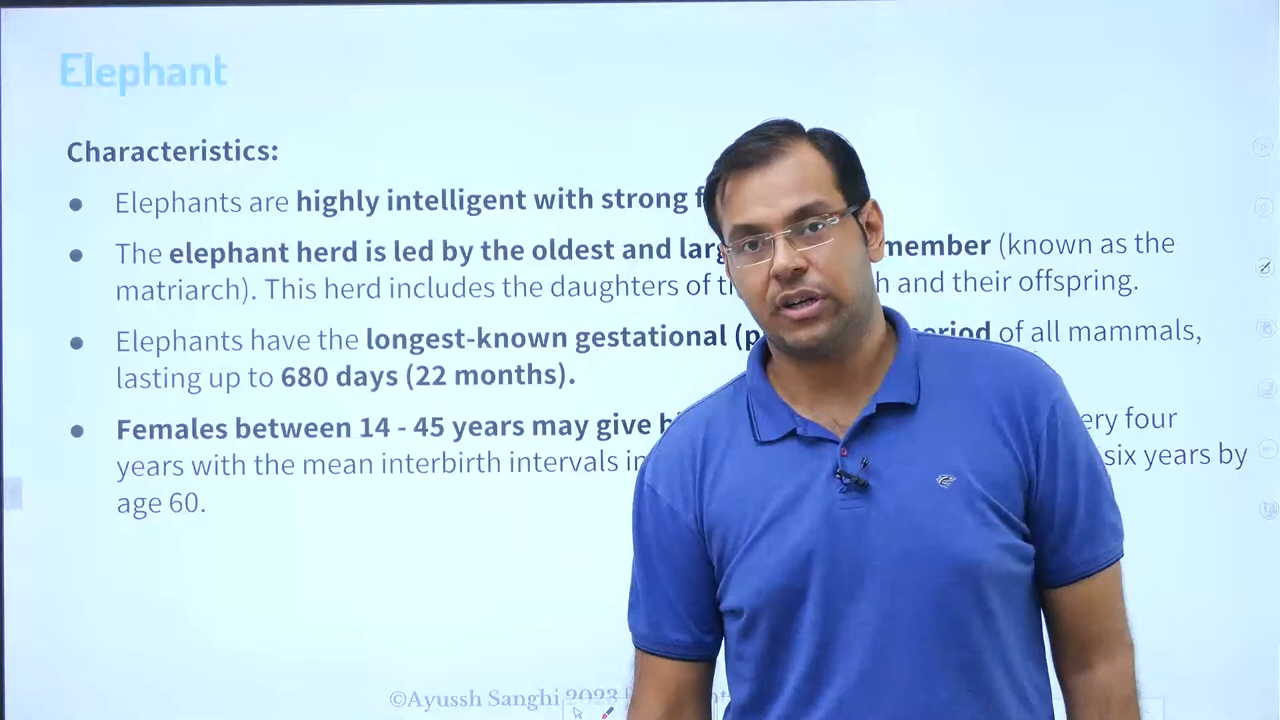 Elephant
Characteristics:
● Elephants are highly intelligent with strong
● The elephant herd is led by the oldest and member (known as the
matriarch). This herd includes the daughters of and their offspring.
● Elephants have the longest-known gestational period of all mammals,
lasting up to 680 days (22 months).
● Females between 14 - 45 years may give four
years with the mean interbirth intervals six years by
age 60.
©Ayussh Sanghi 2023